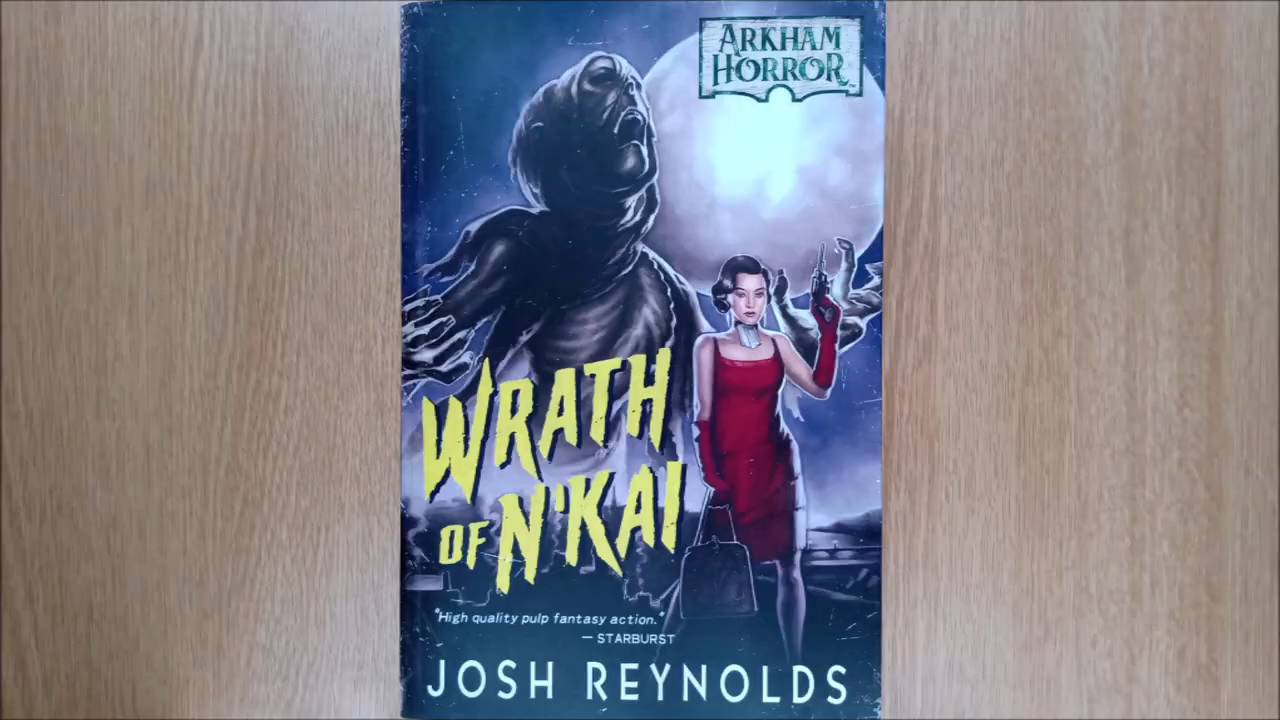 ARKHAM
HORROR
WRATH
OF N'KAI
"High quality pulp fantasy action."
— STARBURST
JOSH REYNOLDS